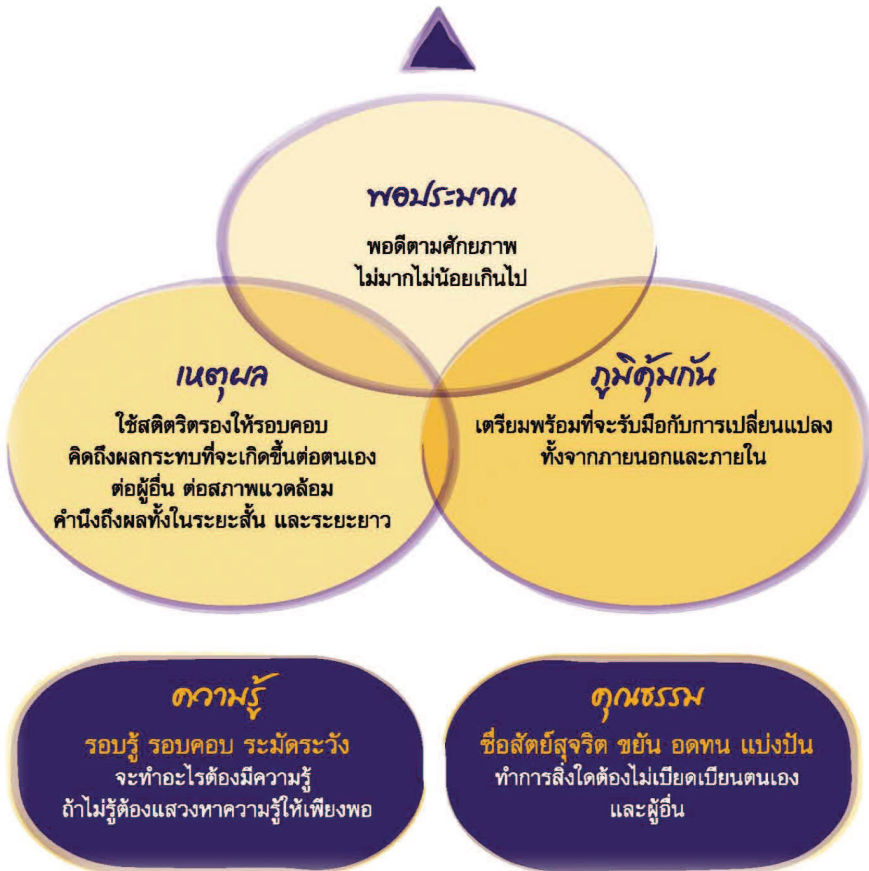 พอประมาณ
พอดีตามศักยภาพ
ไม่มากไม่น้อยเกินไป
เหตุผล
ใช้สติตริตรองให้รอบคอบ
คิดถึงผลกระทบที่จะเกิดขึ้นต่อตนเอง
ต่อผู้อื่น ต่อสภาพแวดล้อม
คำนึงถึงผลทั้งในระยะสั้น และระยะยาว
ภูมิคุ้มกัน
เตรียมพร้อมที่จะรับมือกับการเปลี่ยนแปลง
ทั้งจากภายนอกและภายใน
ความรู้
รอบรู้ รอบคอบ ระมัดระวัง
จะทำอะไรต้องมีความรู้
ถ้าไม่รู้ต้องแสวงหาความรู้ให้เพียงพอ
คุณธรรม
ซื่อสัตย์สุจริต ขยัน อดทน แบ่งปัน
ทำการสิ่งใดต้องไม่เบียดเบียนตนเอง
และผู้อื่น